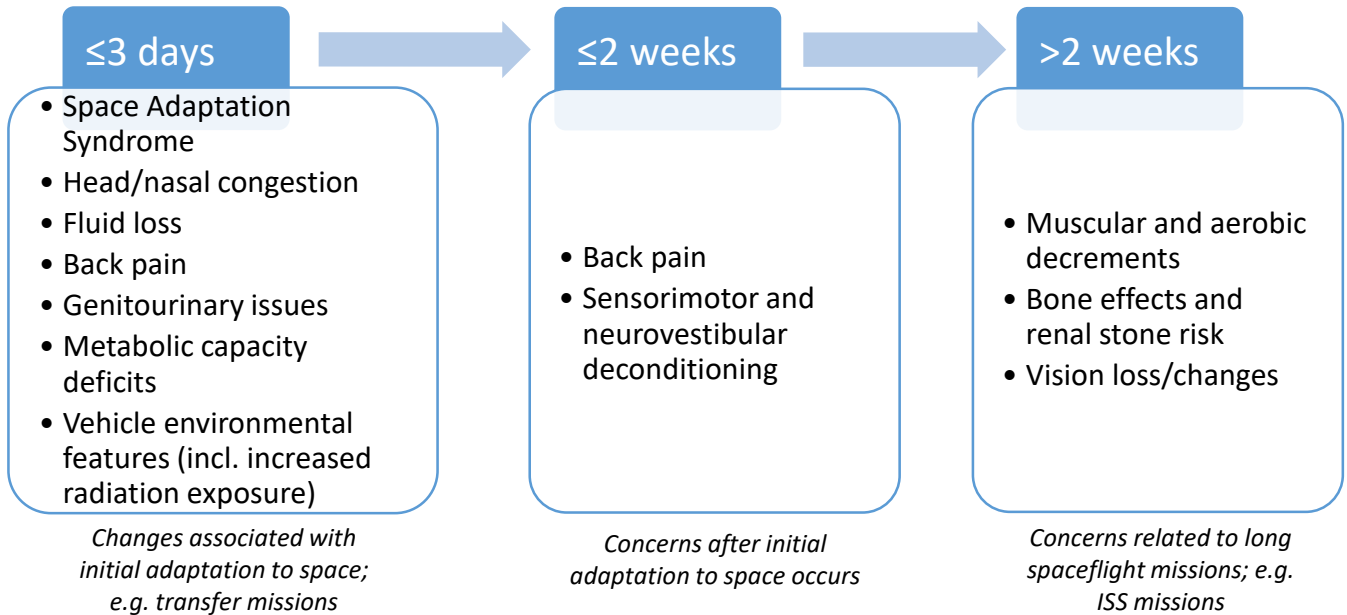 ≤3 days
• Space Adaptation
Syndrome
• Head/nasal congestion
• Fluid loss
• Back pain
• Genitourinary issues
• Metabolic capacity
deficits
• Vehicle environmental
features (incl. increased
radiation exposure)
Changes associated with
initial adaptation to space;
e.g. transfer missions
≤2 weeks
• Back pain
• Sensorimotor and
neurovestibular
deconditioning
Concerns after initial
adaptation to space occurs
>2 weeks
• Muscular and aerobic
decrements
• Bone effects and
renal stone risk
• Vision loss/changes
Concerns related to long
spaceflight missions; e.g.
ISS missions